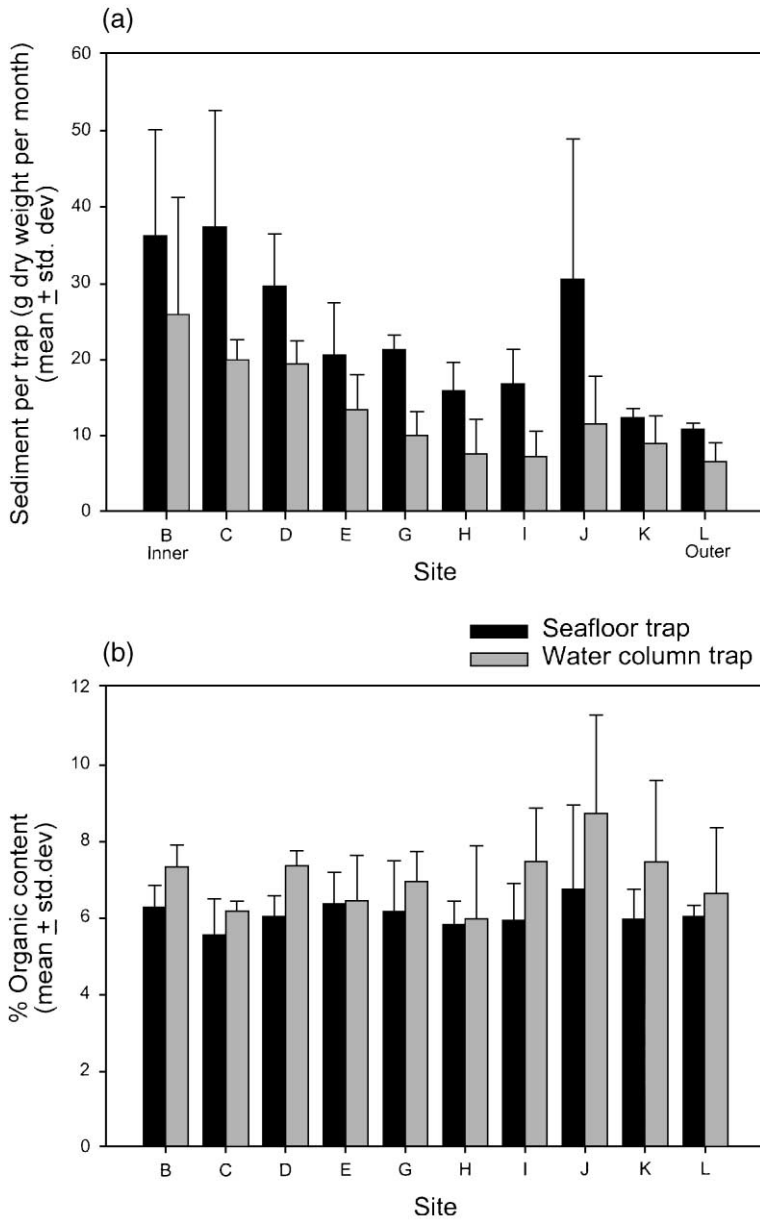 (a)
Sediment per trap (g dry weight per month)
(mean ± std. dev)
60
50
40
30
20
10
0
B C D E G H I J K L
Inner Outer
Site
Seafloor trap
Water column trap
(b)
% Organic content
(mean ± std.dev)
12
10
8
6
4
2
0
B C D E G H I J K L
Site